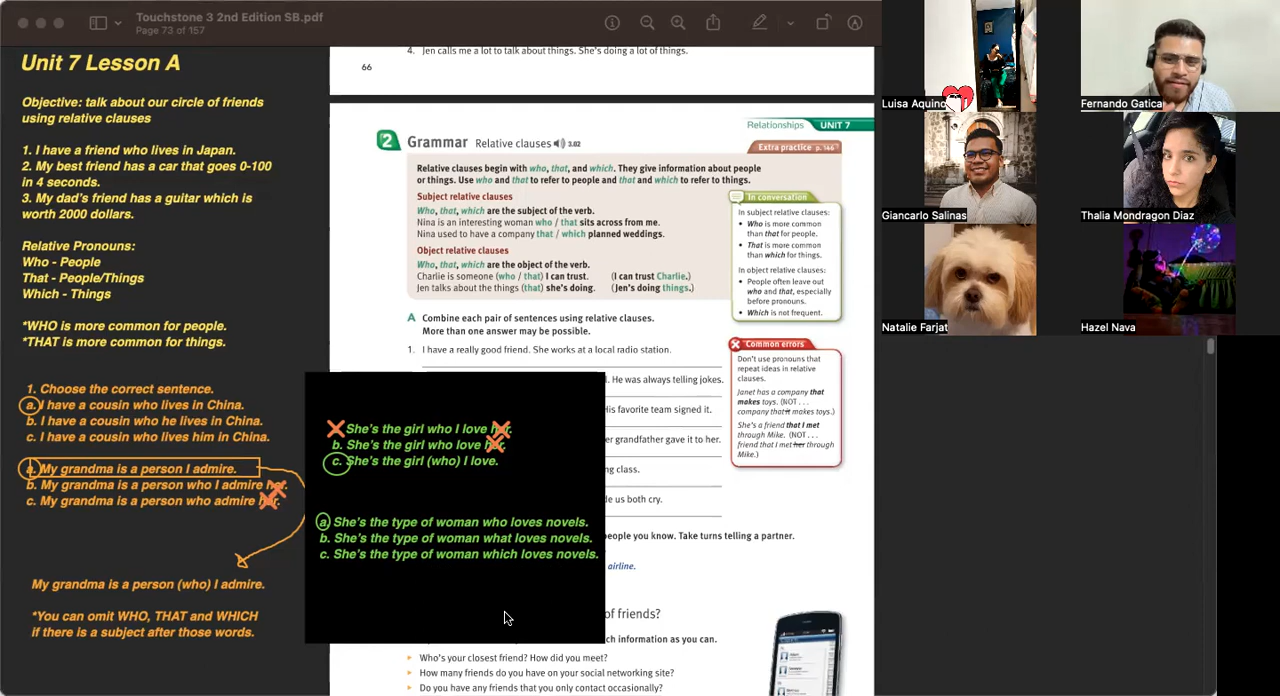 Touchstone 3 2nd Edition SB.pdf
Page 73 of 157
Unit 7 Lesson A
Objective: talk about our circle of friends
using relative clauses
1. I have a friend who lives in Japan.
2. My best friend has a car that goes 0-100
in 4 seconds.
3. My dad's friend has a guitar which is
worth 2000 dollars.
Relative Pronouns:
Who - People
That - People/Things
Which - Things
*WHO is more common for people.
*THAT is more common for things.
1. Choose the correct sentence.
a. I have a cousin who lives in China.
b. I have a cousin who he lives in China.
c. I have a cousin who lives him in China.
a. My grandma is a person I admire.
b. My grandma is a person who I admire her.
c. My grandma is a person who admire her.
My grandma is a person (who) I admire.
*You can omit WHO, THAT and WHICH
if there is a subject after those words.
She's the girl who I love her.
b. She's the girl who love her.
c. She's the girl (who) I love.
a. She's the type of woman who loves novels.
b. She's the type of woman what loves novels.
c. She's the type of woman which loves novels.
4. Jen calls me a lot to talk about things. She's doing a lot of things.
66
Relationships UNIT 7
2 Grammar Relative clauses 3.02
Extra practice p. 146
Relative clauses begin with who, that, and which. They give information about people
or things. Use who and that to refer to people and that and which to refer to things.
Subject relative clauses
Who, that, which are the subject of the verb.
Nina is an interesting woman who / that sits across from me.
Nina used to have a company that / which planned weddings.
Object relative clauses
Who, that, which are the object of the verb.
Charlie is someone (who / that) I can trust. (I can trust Charlie.)
Jen talks about the things (that) she's doing. (Jen's doing things.)
In conversation
In subject relative clauses:
• Who is more common
than that for people.
• That is more common
than which for things.
In object relative clauses:
• People often leave out
who and that, especially
before pronouns.
• Which is not frequent.
A Combine each pair of sentences using relative clauses.
More than one answer may be possible.
1. I have a really good friend. She works at a local radio station.
l. He was always telling jokes.
His favorite team signed it.
er grandfather gave it to her.
ng class.
de us both cry.
people you know. Take turns telling a partner.
airline.
Common errors
Don't use pronouns that
repeat ideas in relative
clauses.
Janet has a company that
makes toys. (NOT . . .
company that it makes toys.)
She's a friend that I met
through Mike. (NOT . . .
friend that I met her through
Mike.)
of friends?
ch information as you can.
Who's your closest friend? How did you meet?
How many friends do you have on your social networking site?
Do you have any friends that you only contact occasionally?
Luisa Aquino
Fernando Gatica
Giancarlo Salinas
Thalia Mondragon Diaz
Natalie Farjat
Hazel Nava